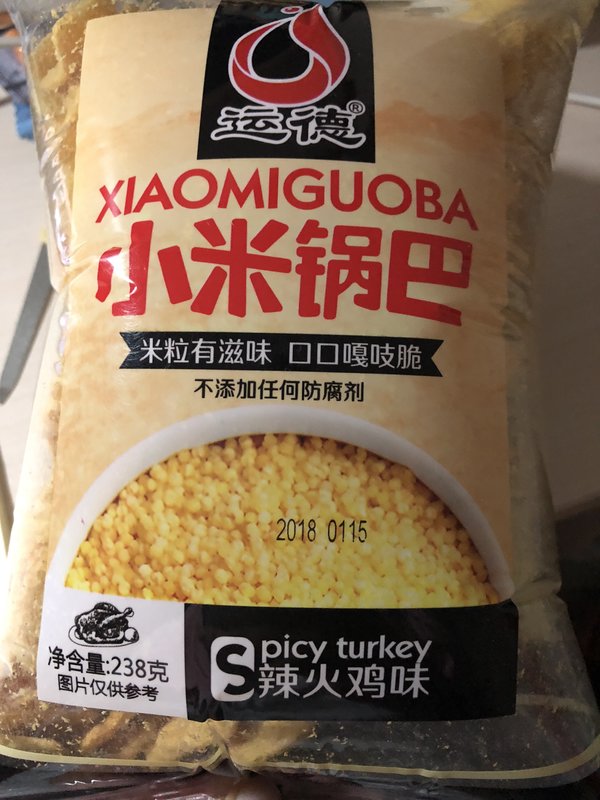 运德®
XIAOMIGUOBA
小米锅巴
米粒有滋味 口口嘎吱脆
不添加任何防腐剂
2018 0115
净含量:238克
图片仅供参考
Spicy turkey
辣火鸡味